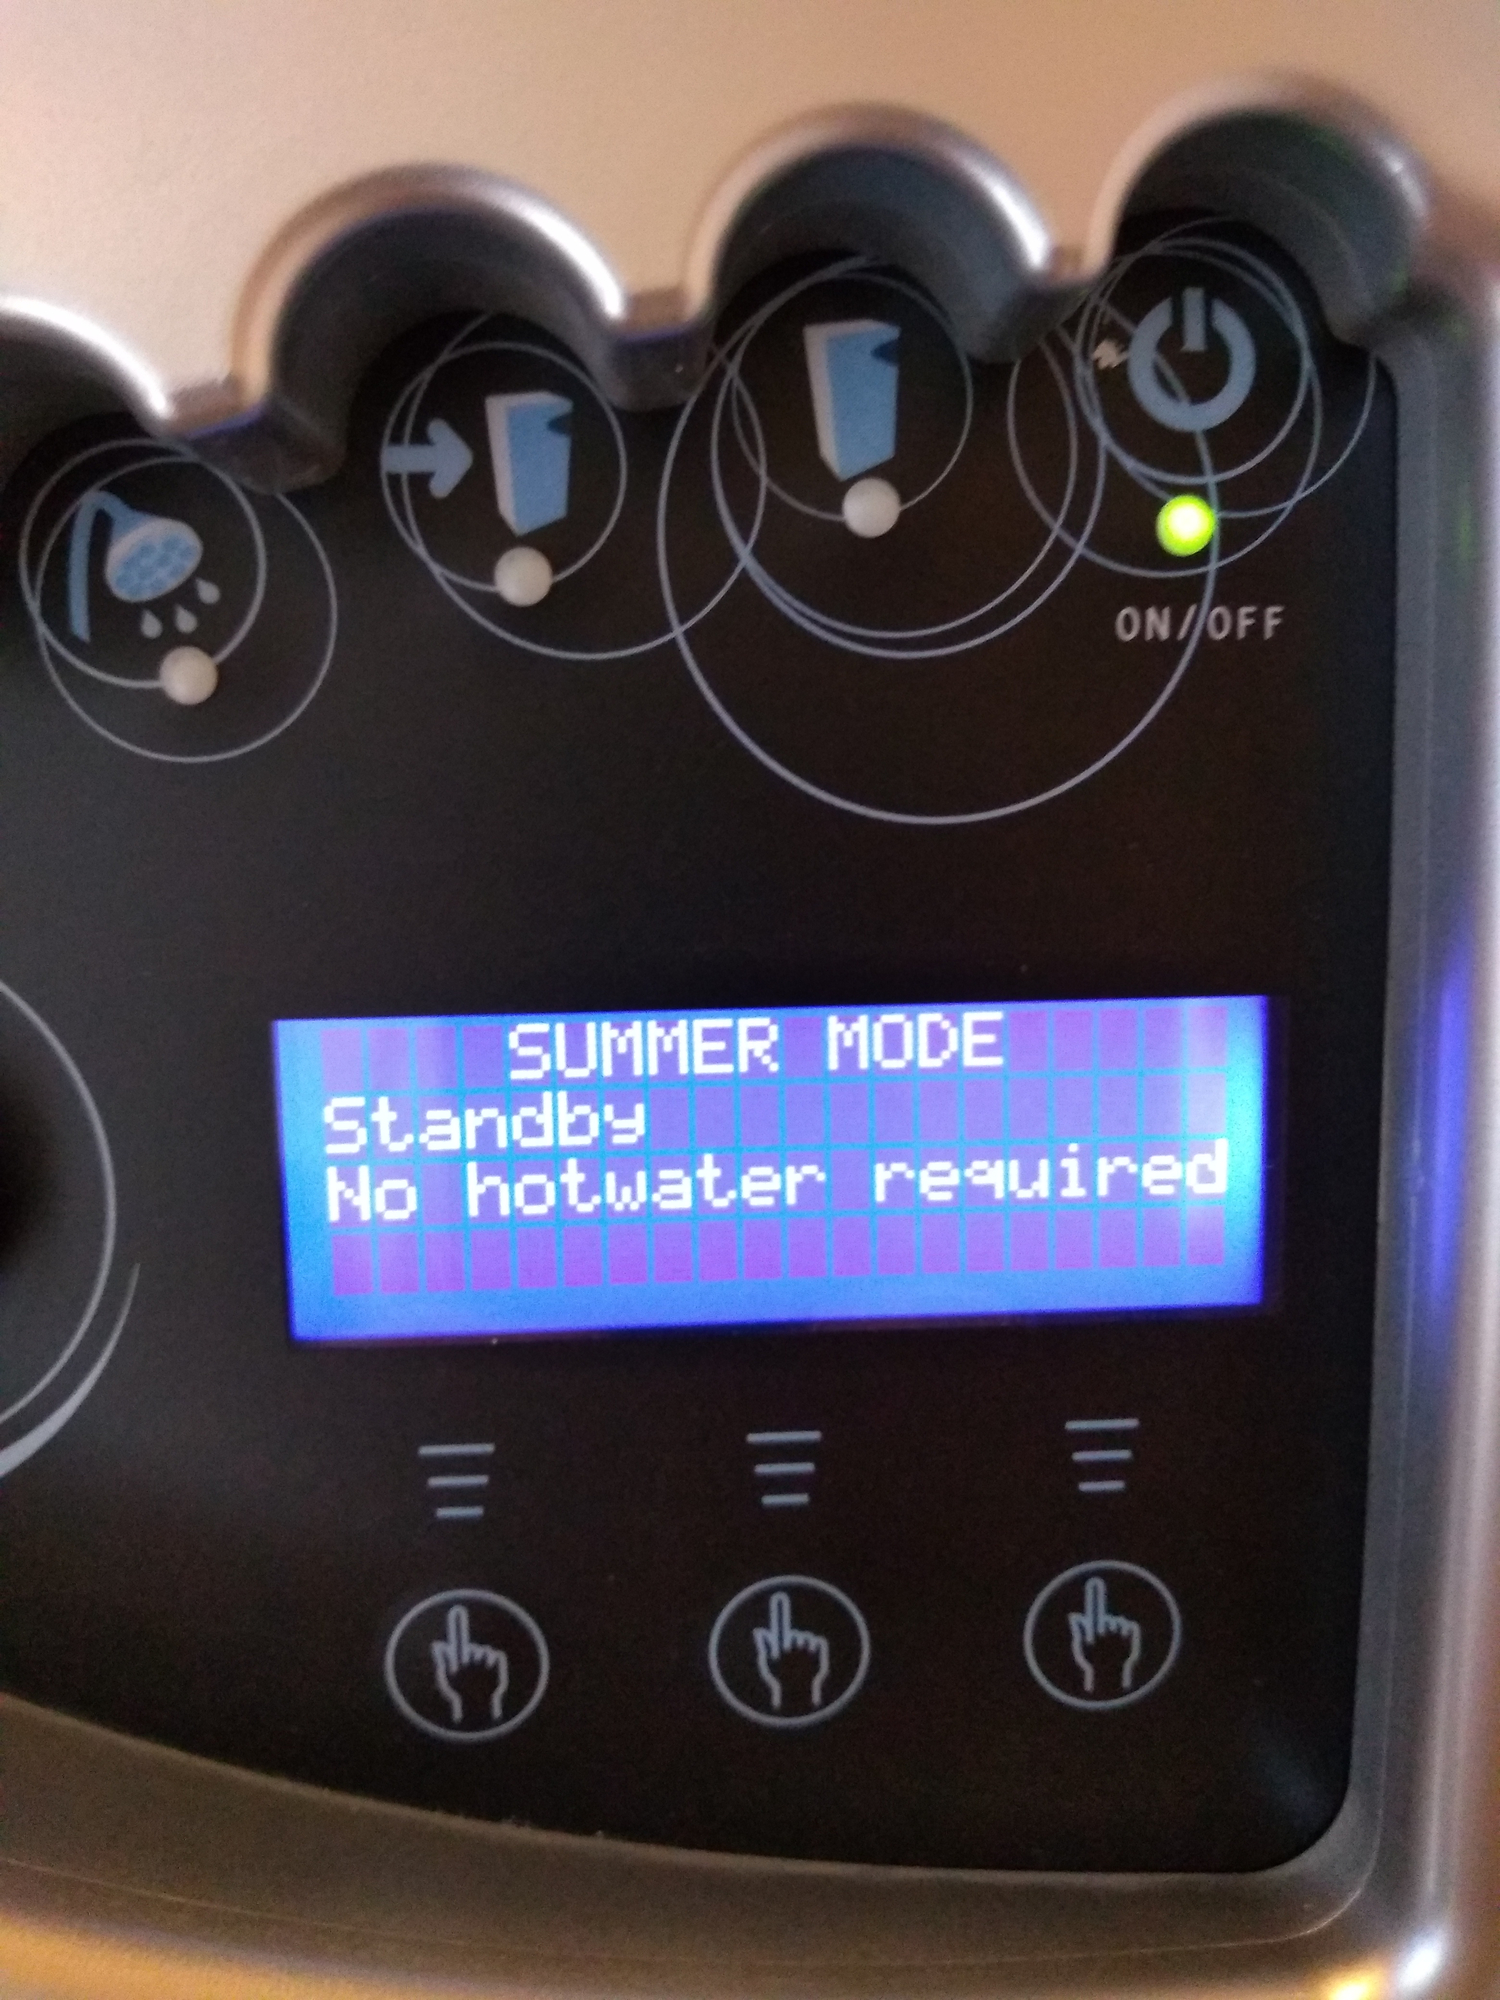 ON/OFF
SUMMER MODE
Standby
No hotwater required